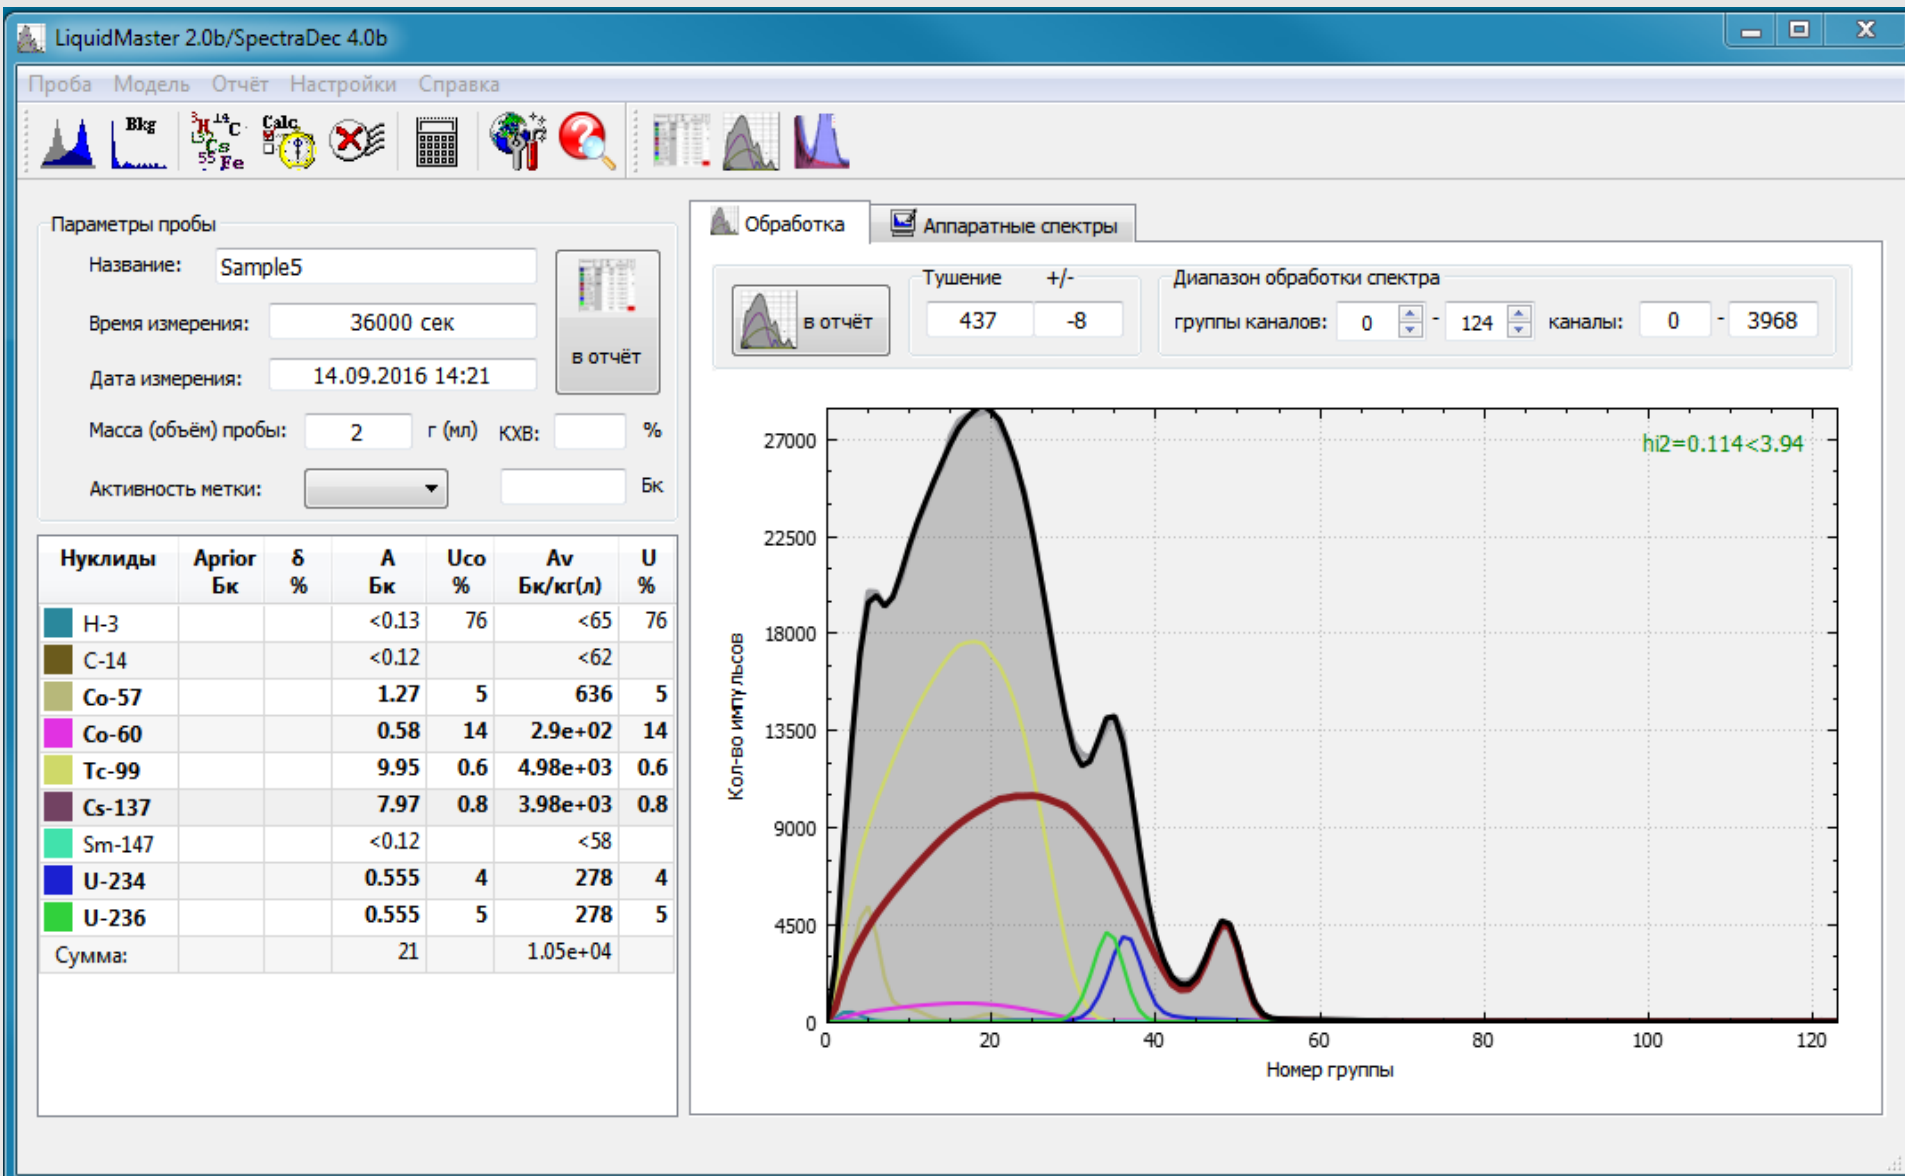 LiquidMaster 2.0b/SpectraDec 4.0b
Проба Модель Отчёт Настройки Справка
Bkg
3H 14C
Cs
55Fe
Calc
Параметры пробы
Название: Sample5
Время измерения: 36000 сек
Дата измерения: 14.09.2016 14:21
в отчёт
Масса (объём) пробы: 2 г (мл) КХВ: %
Активность метки: Бк
Нуклиды Aprior Бк δ % A Бк Uco % Av Бк/кг(л) U %
H-3 <0.13 76 <65 76
C-14 <0.12 <62
Co-57 1.27 5 636 5
Co-60 0.58 14 2.9e+02 14
Tc-99 9.95 0.6 4.98e+03 0.6
Cs-137 7.97 0.8 3.98e+03 0.8
Sm-147 <0.12 <58
U-234 0.555 4 278 4
U-236 0.555 5 278 5
Сумма: 21 1.05e+04
Обработка Аппаратные спектры
в отчёт
Тушение +/-
437 -8
Диапазон обработки спектра
группы каналов: 0 - 124 каналы: 0 - 3968
hi2=0.114<3.94
Кол-во импульсов
27000
22500
18000
13500
9000
4500
0
0 20 40 60 80 100 120
Номер группы